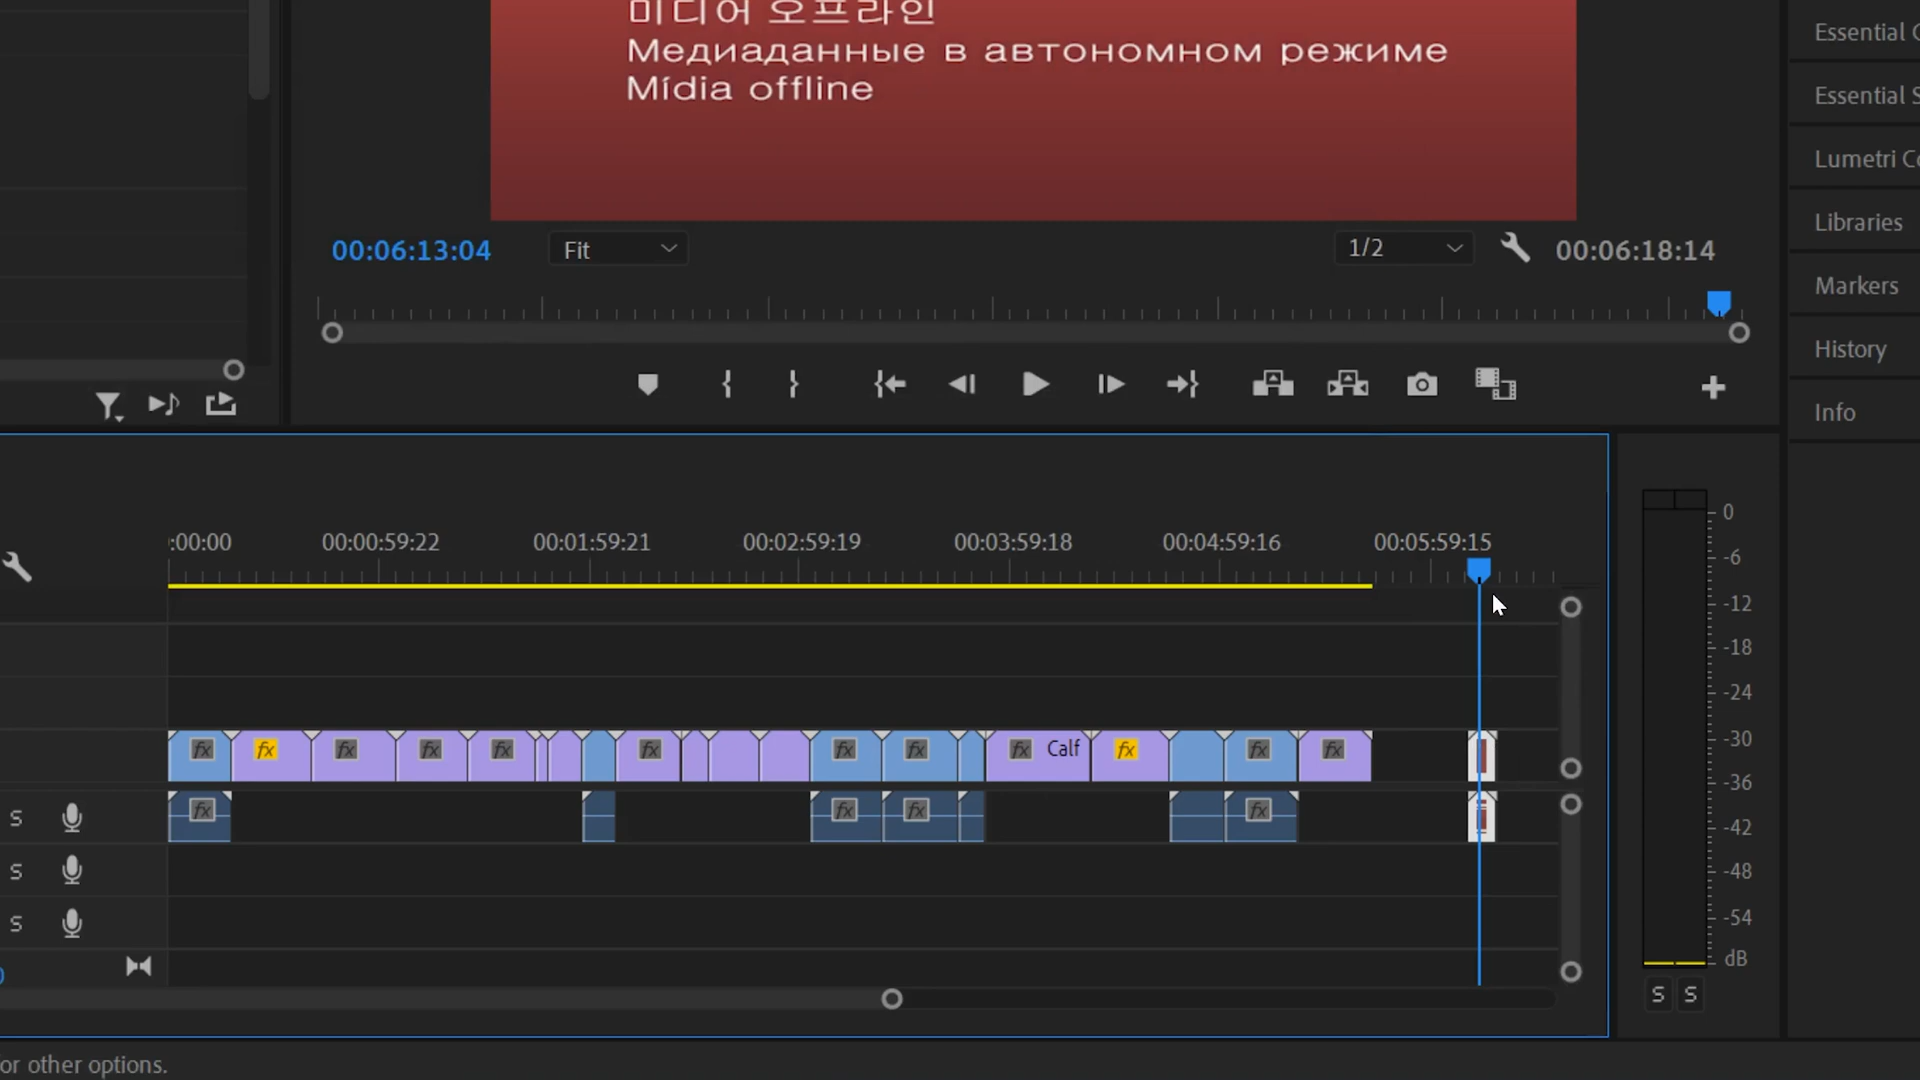 미디어 오프라인
Медиаданные в автономном режиме
Mídia offline
Essential
Essential S
Lumetri Co
Libraries
Markers
History
Info
00:06:13:04
Fit
1/2
00:06:18:14
:00:00
00:00:59:22
00:01:59:21
00:02:59:19
00:03:59:18
00:04:59:16
00:05:59:15
fx fx fx fx fx fx fx fx fx Calf fx fx fx
fx fx fx fx
S
S
S
0
-6
-12
-18
-24
-30
-36
-42
-48
-54
dB
S S
or other options.